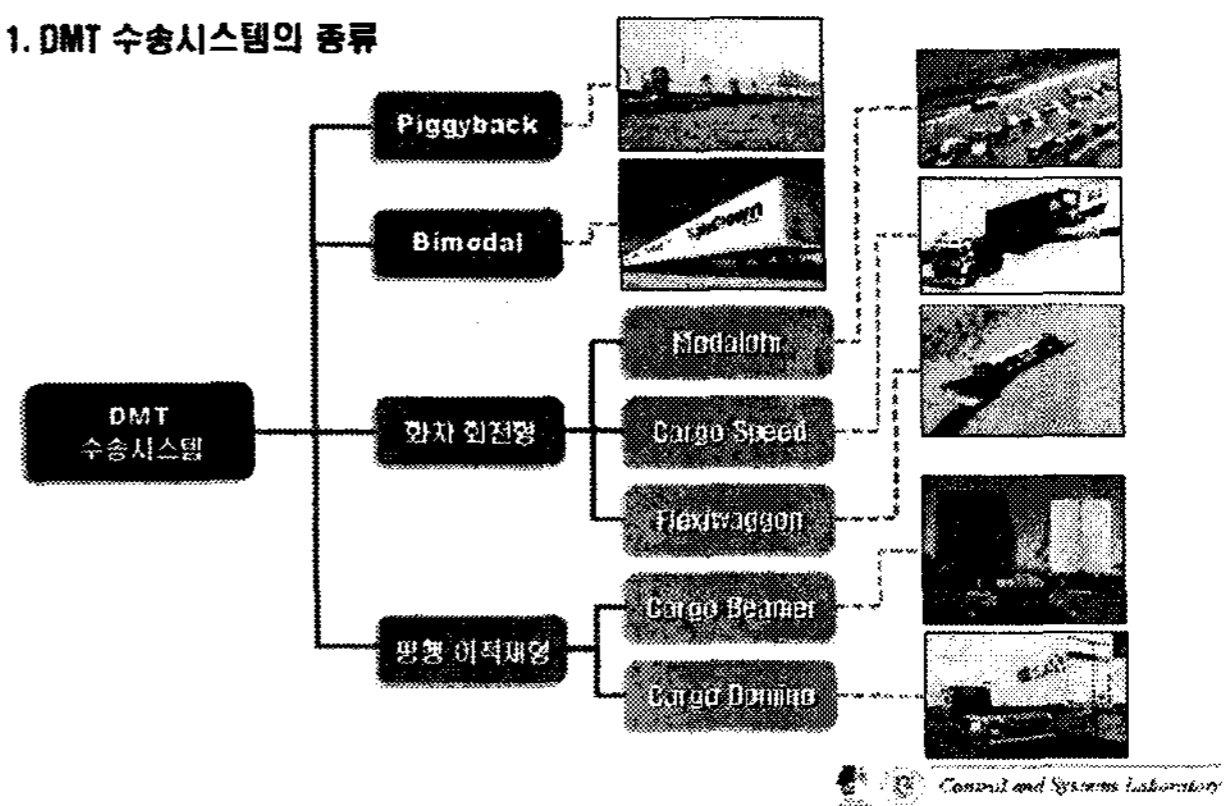 1. DMT 수송시스템의 종류
Piggyback
Bimodal
DMT
수송시스템
화차 회전형
평행 이적재형
Modalohr
Cargo Speed
Flexiwaggon
Cargo Beamer
Cargo Domino
Control and Systems Laboratory